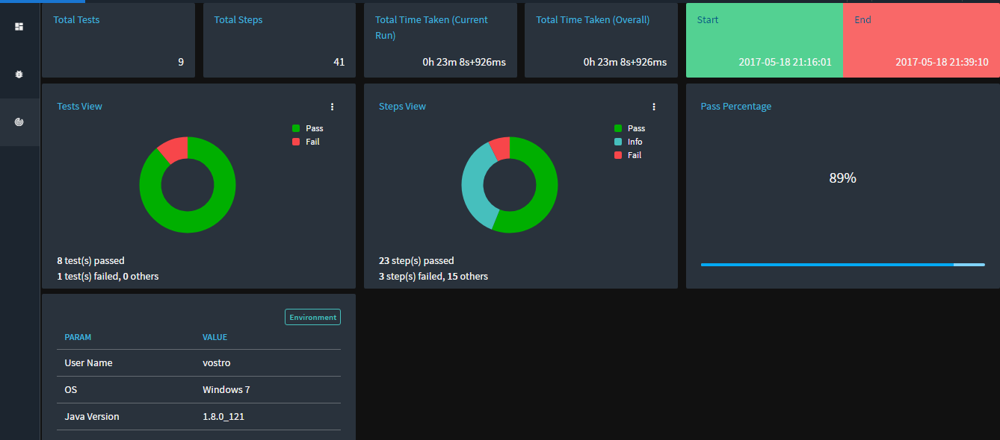 Total Tests
9
Total Steps
41
Total Time Taken (Current
Run)
0h 23m 8s+926ms
Total Time Taken (Overall)
0h 23m 8s+926ms
Start
2017-05-18 21:16:01
End
2017-05-18 21:39:10
Tests View
Pass
Fail
8 test(s) passed
1 test(s) failed, 0 others
Steps View
Pass
Info
Fail
23 step(s) passed
3 step(s) failed, 15 others
Pass Percentage
89%
Environment
PARAM VALUE
User Name vostro
OS Windows 7
Java Version 1.8.0_121